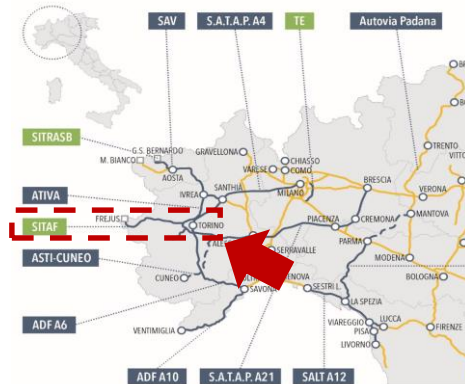 SAV
S.A.T.A.P. A4
TE
Autovia Padana
SITRASB
G.S. BERNARDO
GRAVELLONA
CHIASSO
COMO
TRENTO
M. BIANCO
AOSTA
VARESE
BRESCIA
ATIVA
IVREA
SANTHIÀ
MILANO
VERONA
SITAF
FREJUS
TORINO
PIACENZA
CREMONA
MANTOVA
ASTI-CUNEO
SERRAVALLE
PARMA
MODENA
CUNEO
SAVONA
SESTRI L.
BOLOGNA
ADF A6
LA SPEZIA
VENTIMIGLIA
VIAREGGIO
LUCCA
PISA
FIRENZE
LIVORNO
ADF A10
S.A.T.A.P. A21
SALT A12